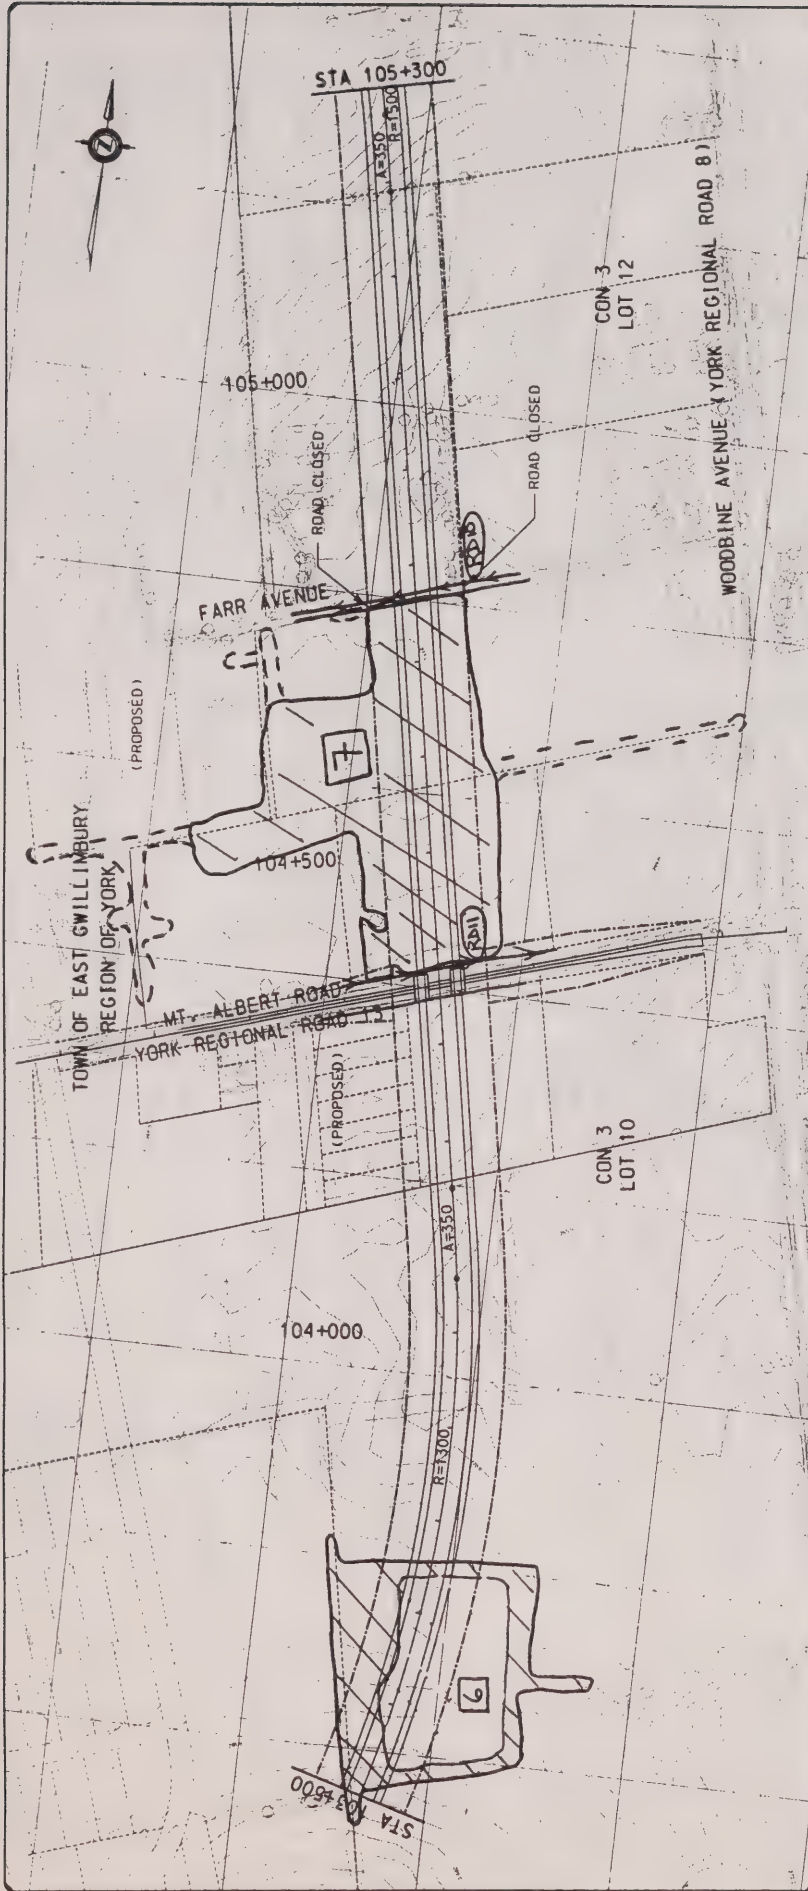 STA 105+300
A=350
R=1500
N
CON 3
LOT 12
WOODBINE AVENUE (YORK REGIONAL ROAD 8)
105+000
ROAD CLOSED
ROAD CLOSED
RD10
FARR AVENUE
(PROPOSED)
7
TOWN OF EAST GWILLIMBURY
REGION OF YORK
104+500
RD11
MT. ALBERT ROAD
YORK REGIONAL ROAD 13
(PROPOSED)
CON 3
LOT 10
A=350
104+000
R=1300
6
STA 103+600